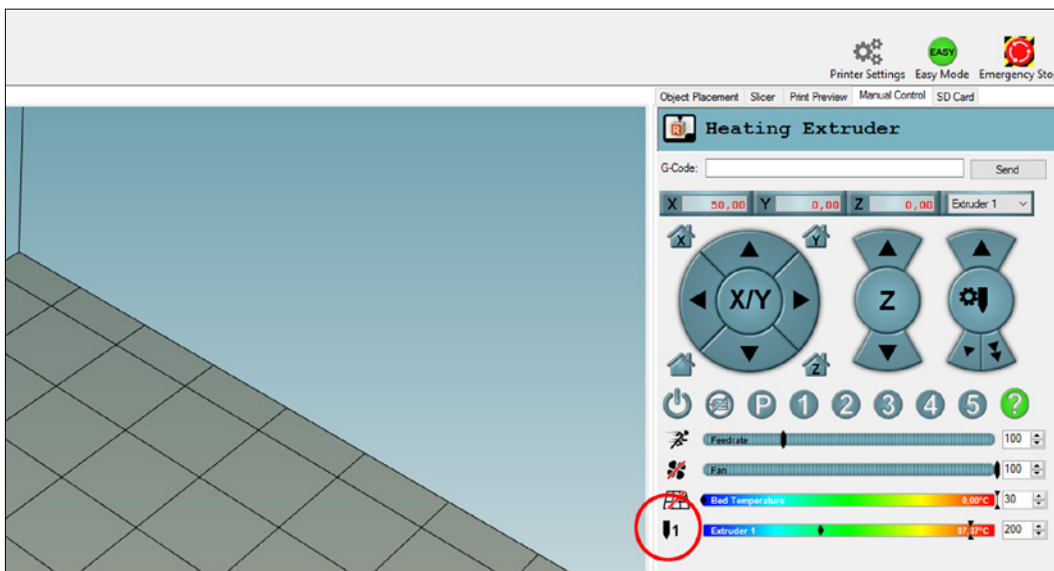 EASY
Printer Settings Easy Mode Emergency Stop
Object Placement Slicer Print Preview Manual Control SD Card
R Heating Extruder
G-Code: Send
X 50,00 Y 0,00 Z 0,00 Extruder 1
X Y
X/Y Z
Z
P 1 2 3 4 5 ?
Feedrate 100
Fan 100
Bed Temperature 0,00°C 30
1 Extruder 1 200